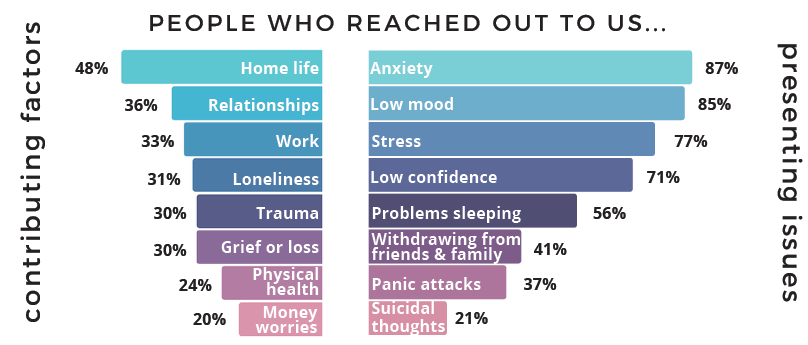 PEOPLE WHO REACHED OUT TO US...
contributing factors
48% Home life
36% Relationships
33% Work
31% Loneliness
30% Trauma
30% Grief or loss
24% Physical
health
20% Money
worries
presenting issues
Anxiety 87%
Low mood 85%
Stress 77%
Low confidence 71%
Problems sleeping 56%
Withdrawing from
friends & family 41%
Panic attacks 37%
Suicidal
thoughts 21%